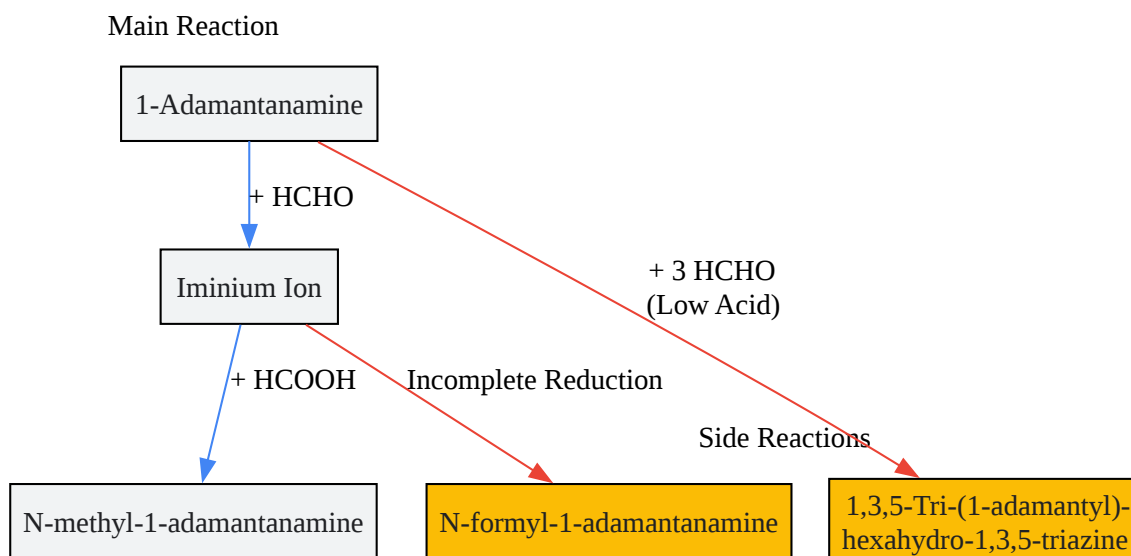 Main Reaction
1-Adamantanamine
+ HCHO
+ 3 HCHO
(Low Acid)
Iminium Ion
+ HCOOH
Incomplete Reduction
Side Reactions
N-methyl-1-adamantanamine
N-formyl-1-adamantanamine
1,3,5-Tri-(1-adamantyl)-
hexahydro-1,3,5-triazine